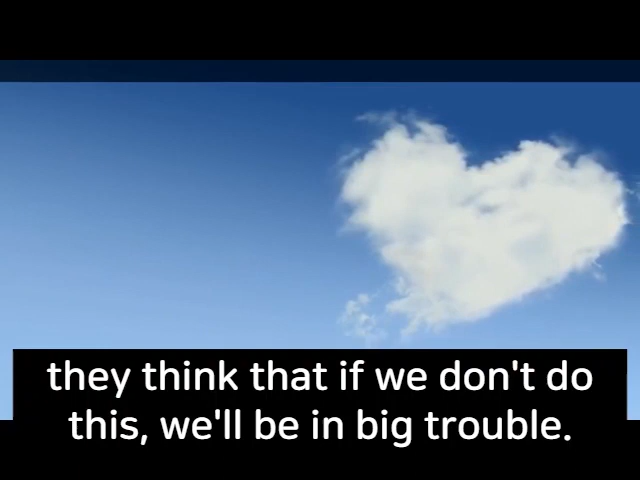 they think that if we don't do
this, we'll be in big trouble.